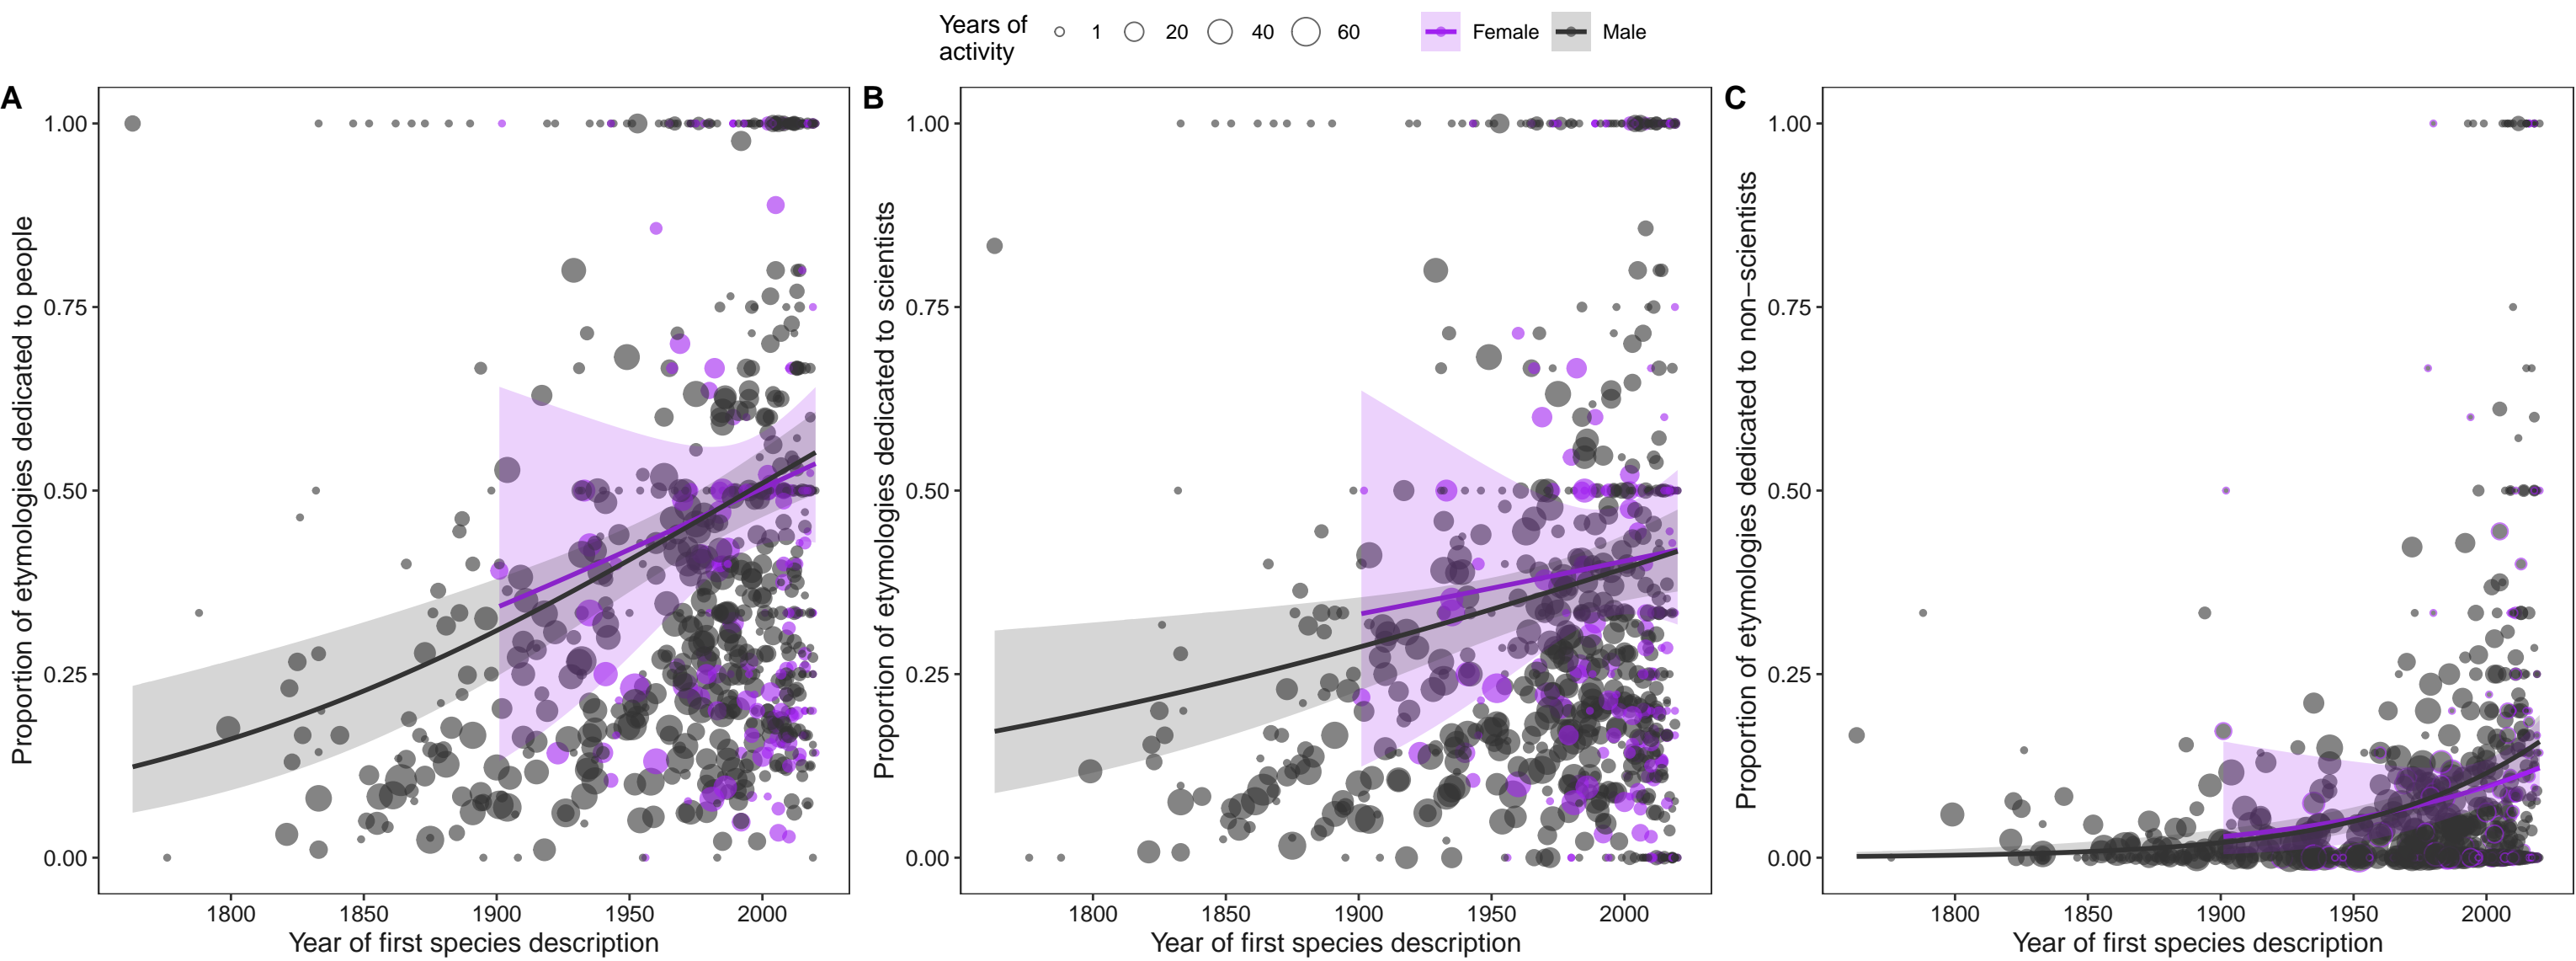 Years of
activity
1 20 40 60 Female Male
A
Proportion of etymologies dedicated to people
1.00
0.75
0.50
0.25
0.00
1800 1850 1900 1950 2000
Year of first species description
B
Proportion of etymologies dedicated to scientists
1.00
0.75
0.50
0.25
0.00
1800 1850 1900 1950 2000
Year of first species description
C
Proportion of etymologies dedicated to non−scientists
1.00
0.75
0.50
0.25
0.00
1800 1850 1900 1950 2000
Year of first species description